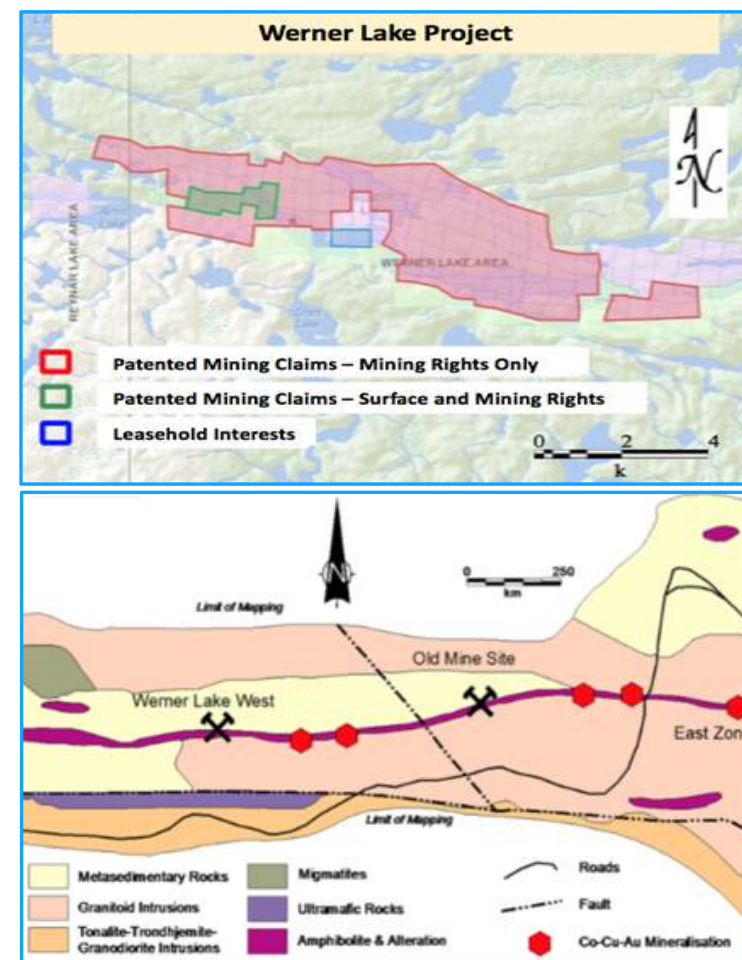 Werner Lake Project
N
REYNAR LAKE AREA
WERNER LAKE AREA
Patented Mining Claims – Mining Rights Only
Patented Mining Claims – Surface and Mining Rights
Leasehold Interests
0 2 4
k
N
0 250
km
Limit of Mapping
Old Mine Site
Werner Lake West
East Zon
Limit of Mapping
Metasedimentary Rocks
Migmatites
Roads
Granitoid Intrusions
Ultramafic Rocks
Fault
Tonalite-Trondhjemite-
Granodiorite Intrusions
Amphibolite & Alteration
Co-Cu-Au Mineralisation